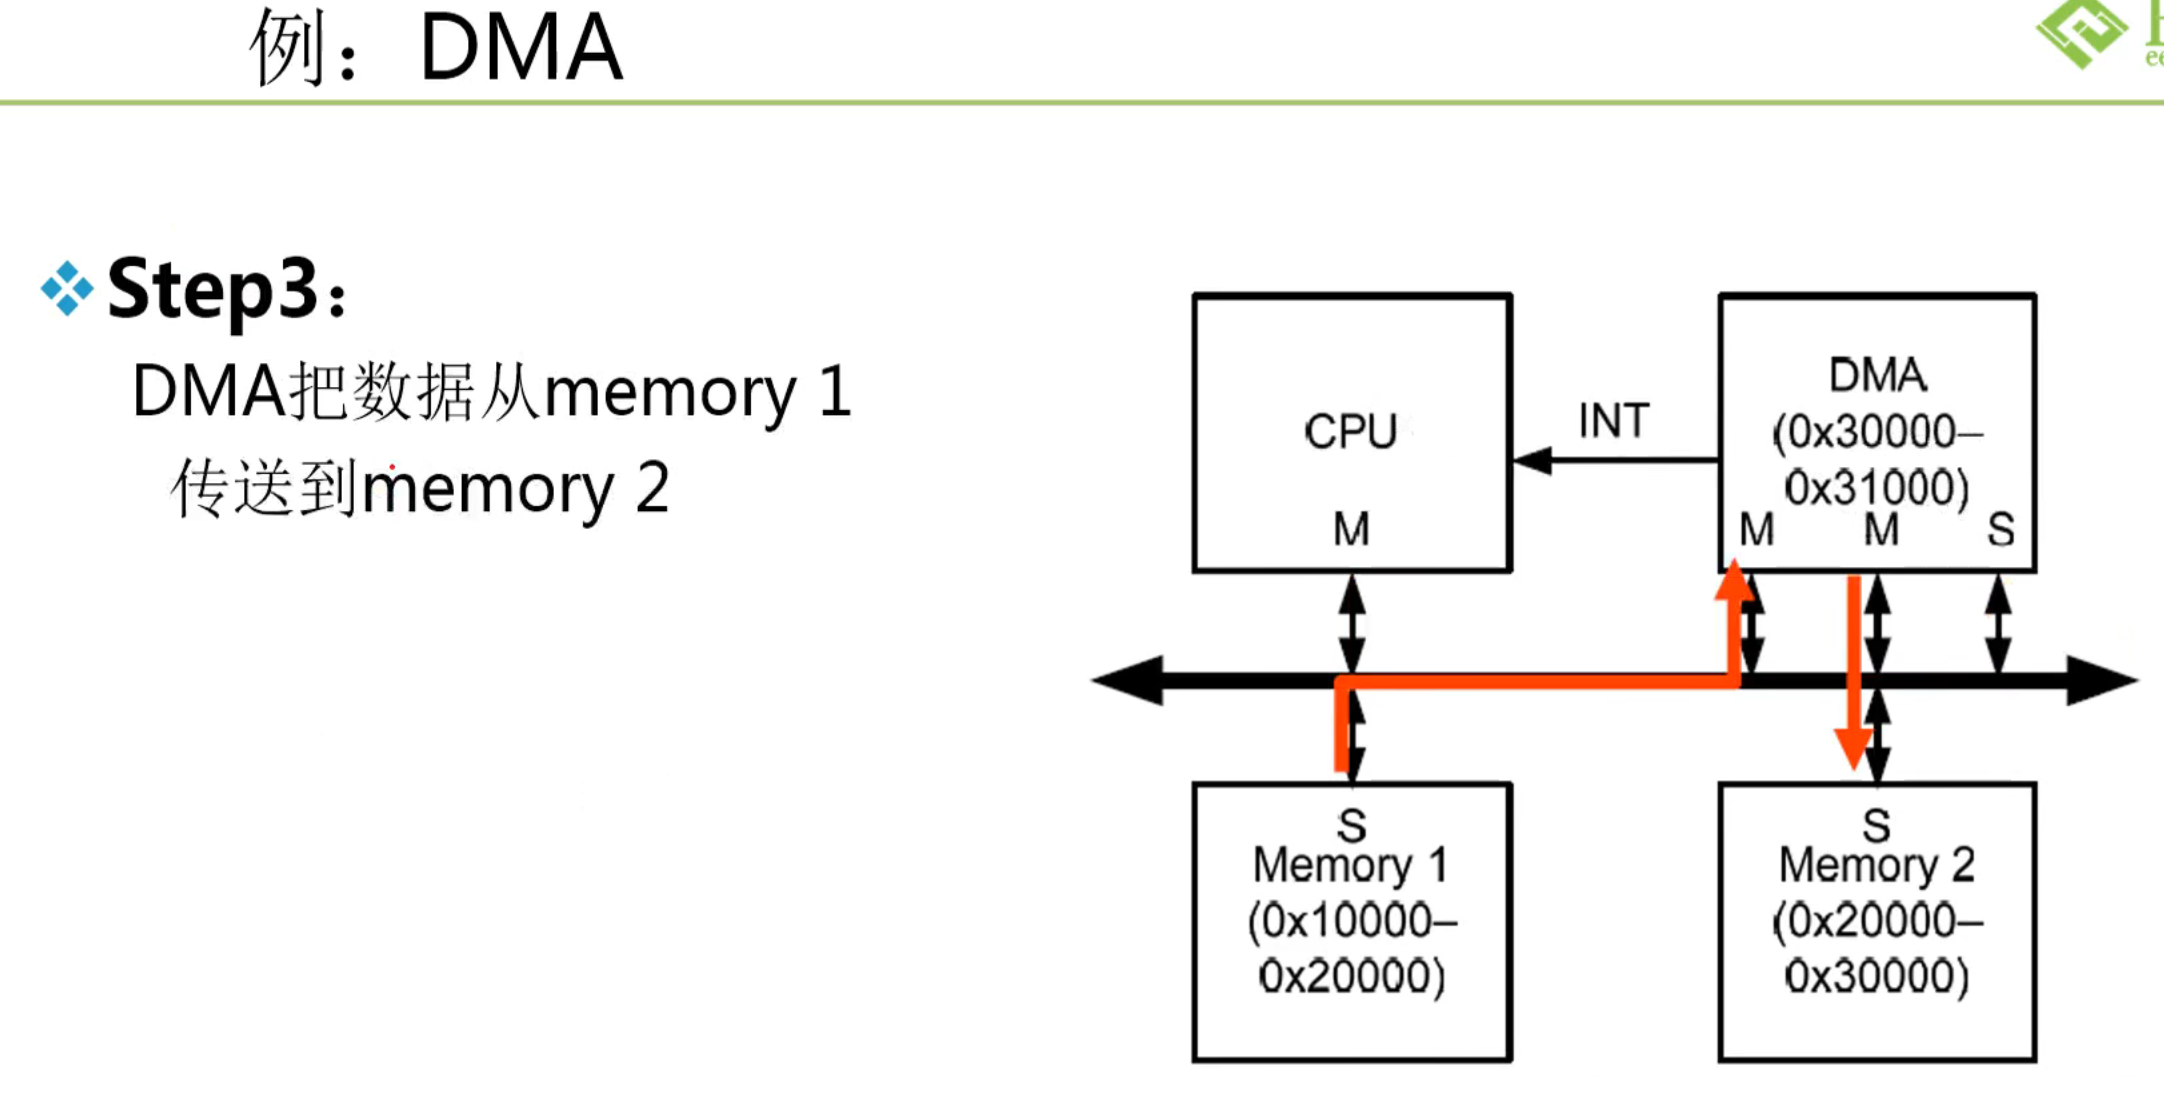 例：DMA
Step3：
DMA把数据从memory 1
传送到memory 2
CPU
M
INT
DMA
(0x30000–
0x31000)
M M S
S
Memory 1
(0x10000–
0x20000)
S
Memory 2
(0x20000–
0x30000)